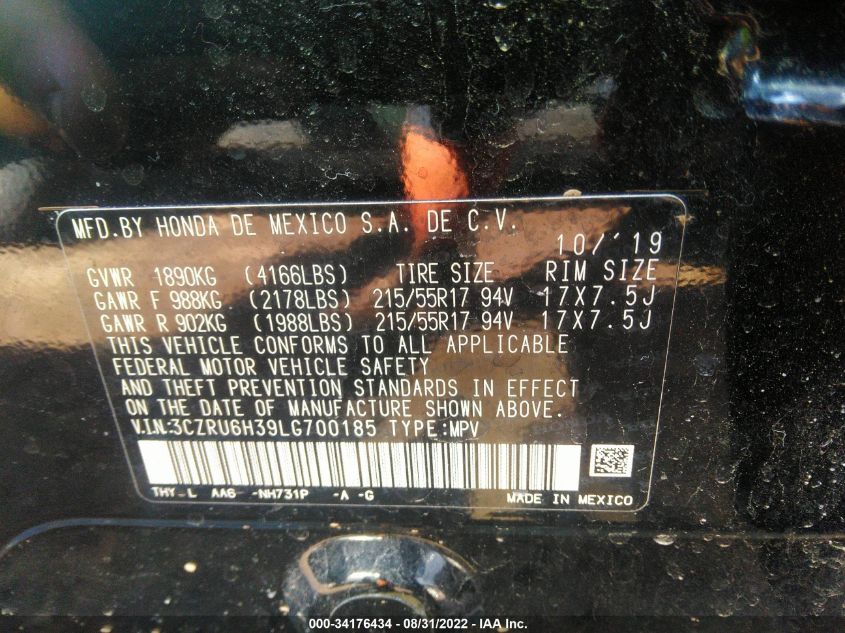 MFD.BY HONDA DE MEXICO S.A. DE C.V.
10/'19
GVWR 1890KG (4166LBS) TIRE SIZE RIM SIZE
GAWR F 988KG (2178LBS) 215/55R17 94V 17X7.5J
GAWR R 902KG (1988LBS) 215/55R17 94V 17X7.5J
THIS VEHICLE CONFORMS TO ALL APPLICABLE
FEDERAL MOTOR VEHICLE SAFETY
AND THEFT PREVENTION STANDARDS IN EFFECT
ON THE DATE OF MANUFACTURE SHOWN ABOVE.
V.I.N:3CZRU6H39LG700185 TYPE:MPV
THY-L AA6- -NH731P -A -G MADE IN MEXICO
000-34176434 - 08/31/2022 - IAA Inc.